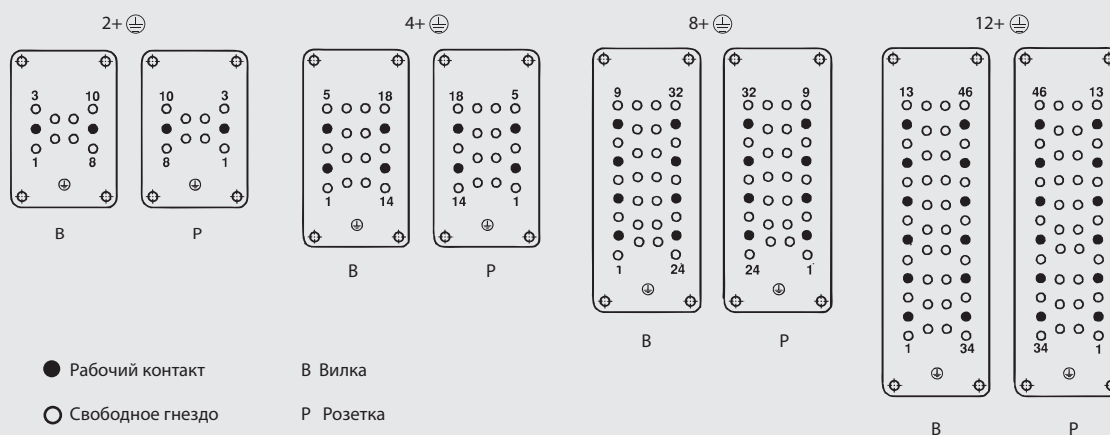 2+ 4+ 8+ 12+
3 10 10 3
1 8 8 1
В Р
5 18 18 5
1 14 14 1
В Р
9 32 32 9
1 24 24 1
В Р
13 46 46 13
1 34 34 1
В Р
Рабочий контакт В Вилка
Свободное гнездо Р Розетка